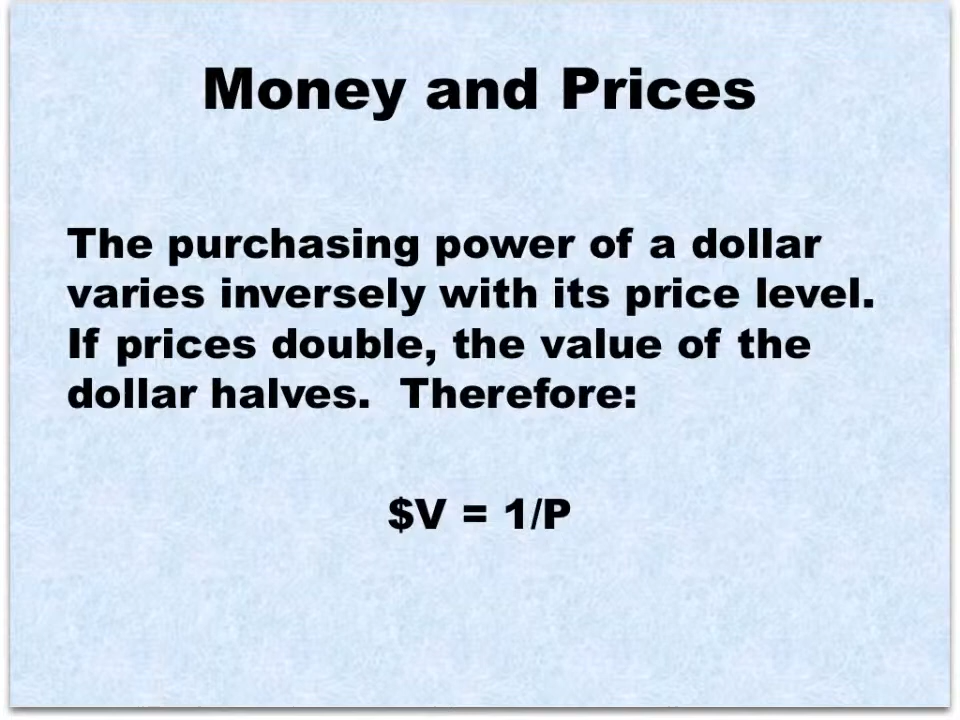 Money and Prices
The purchasing power of a dollar
varies inversely with its price level.
If prices double, the value of the
dollar halves.  Therefore:
$V = 1/P